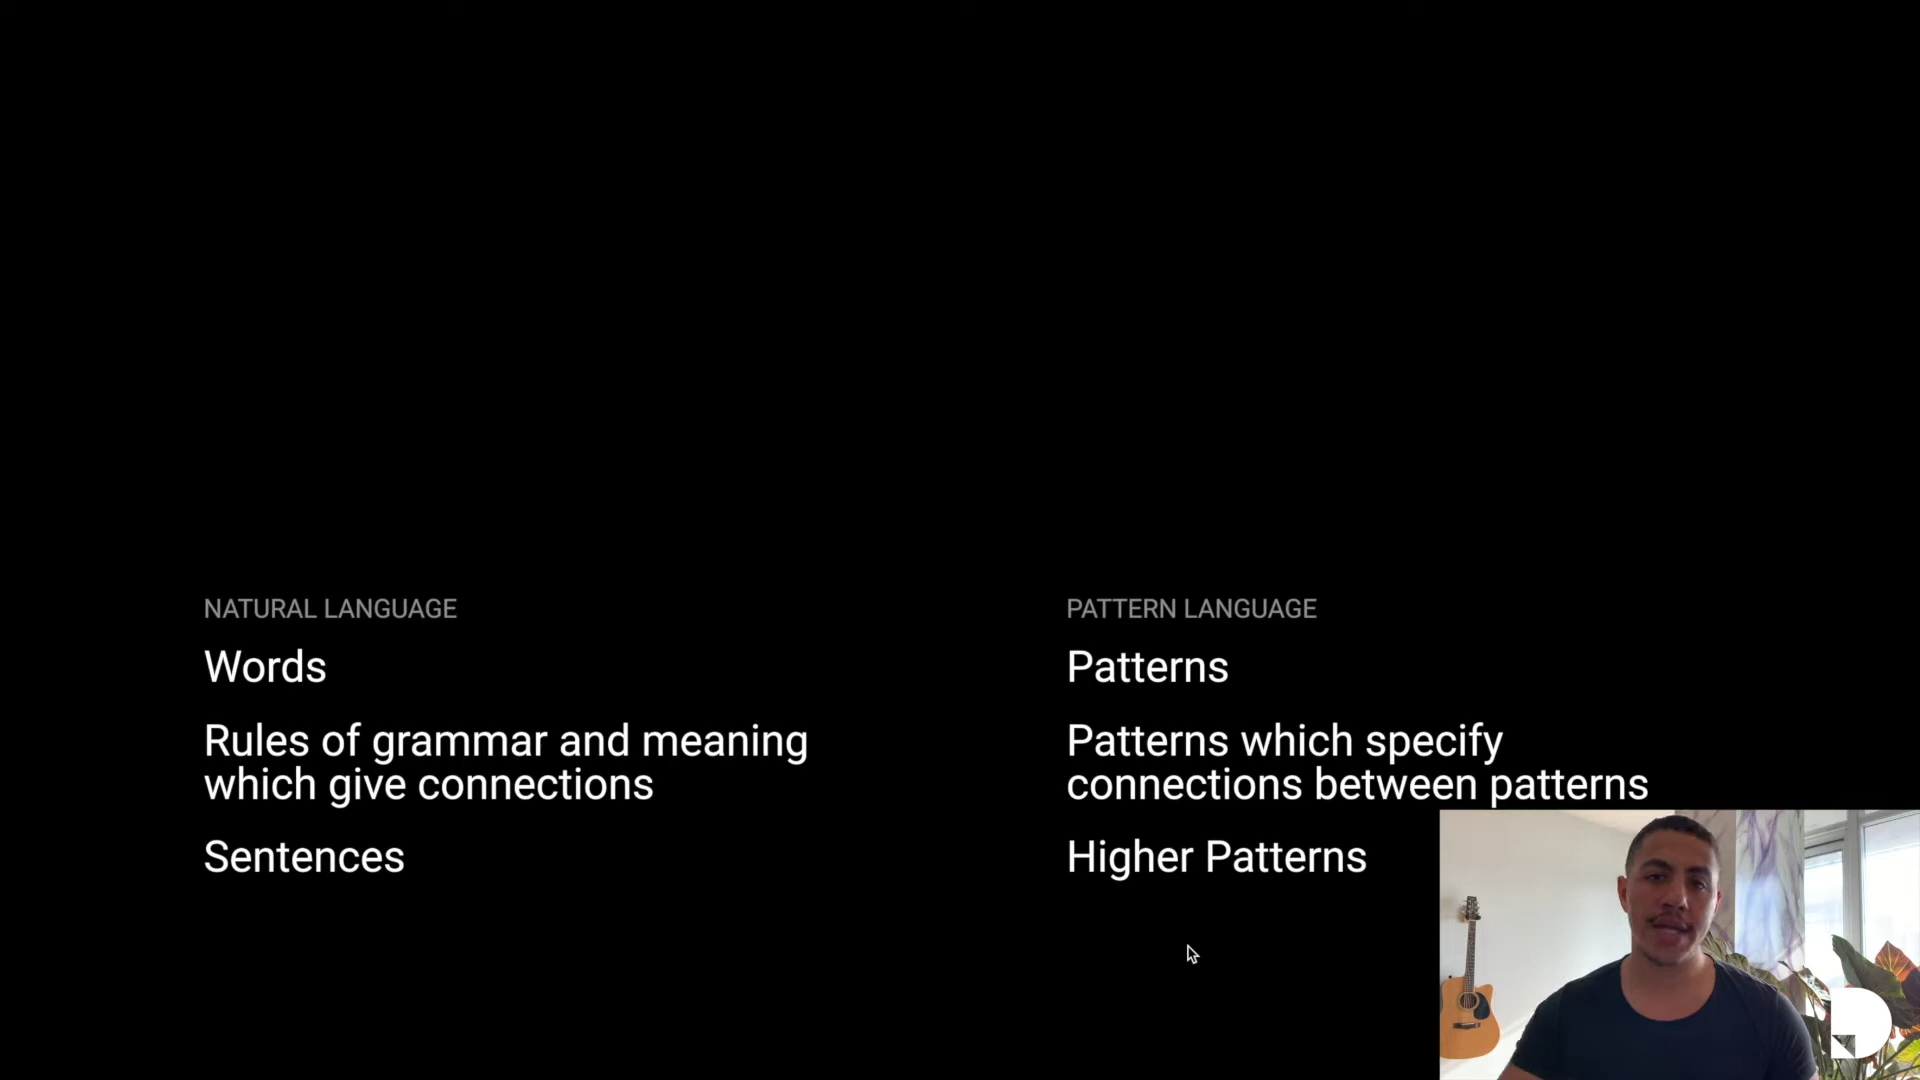 NATURAL LANGUAGE
Words
Rules of grammar and meaning
which give connections
Sentences
PATTERN LANGUAGE
Patterns
Patterns which specify
connections between patterns
Higher Patterns